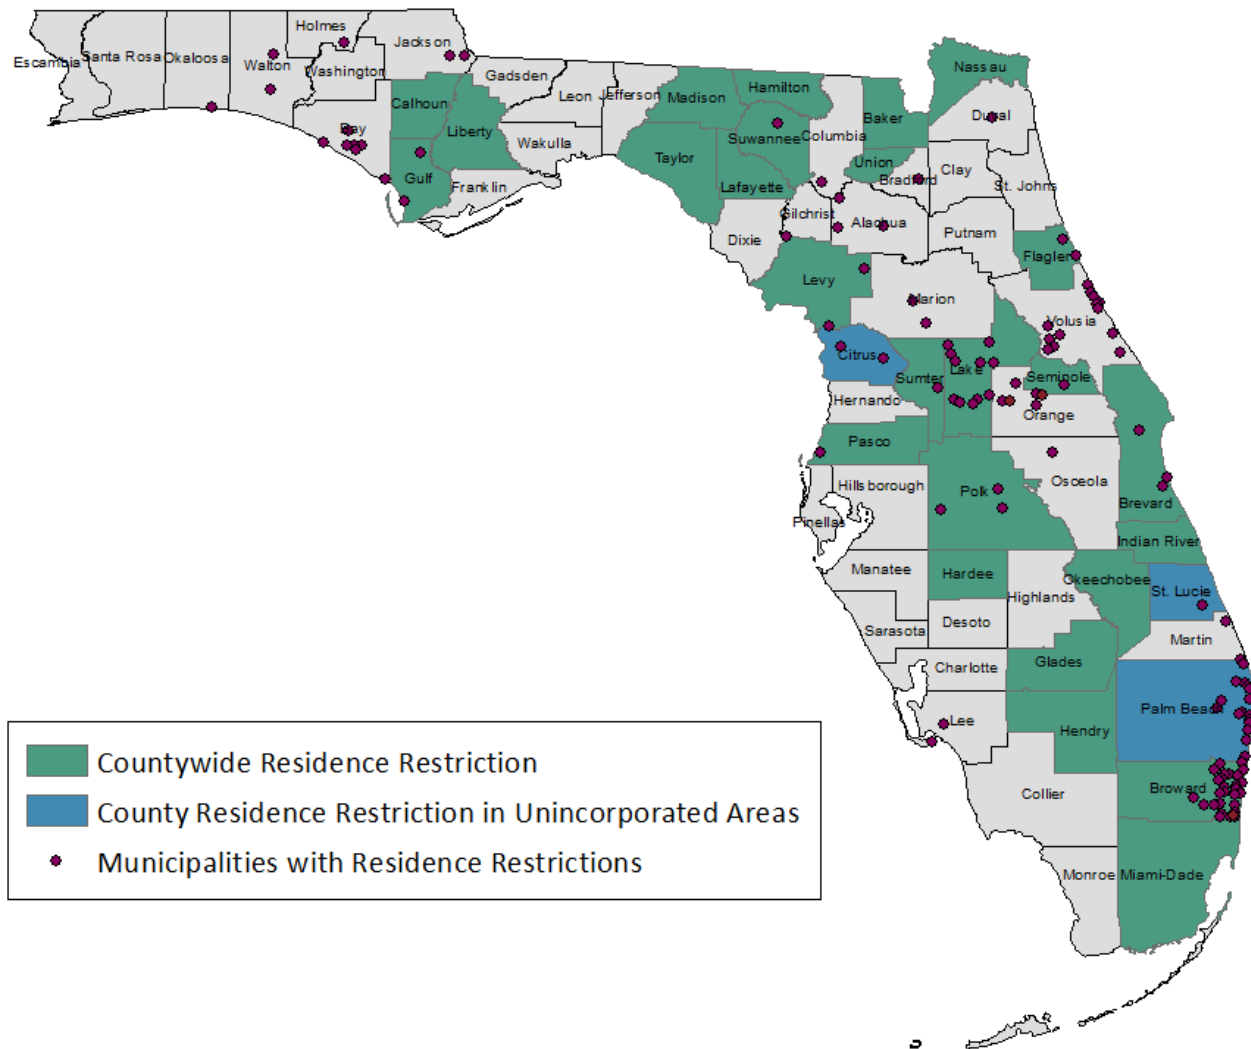 Holmes
Jackson
Escambia
Santa Rosa
Okaloosa
Walton
Washington
Gadsden
Leon
Jefferson
Calhoun
Liberty
Bay
Wakulla
Gulf
Franklin
Madison
Hamilton
Suwannee
Columbia
Baker
Nassau
Duval
Taylor
Lafayette
Union
Bradford
Clay
St. Johns
Gilchrist
Alachua
Putnam
Dixie
Flagler
Levy
Marion
Volusia
Citrus
Sumter
Lake
Seminole
Hernando
Orange
Pasco
Hillsborough
Polk
Osceola
Brevard
Pinellas
Indian River
Manatee
Hardee
Highlands
Okeechobee
St. Lucie
Sarasota
Desoto
Martin
Charlotte
Glades
Lee
Hendry
Palm Beach
Collier
Broward
Monroe
Miami-Dade
Countywide Residence Restriction
County Residence Restriction in Unincorporated Areas
Municipalities with Residence Restrictions